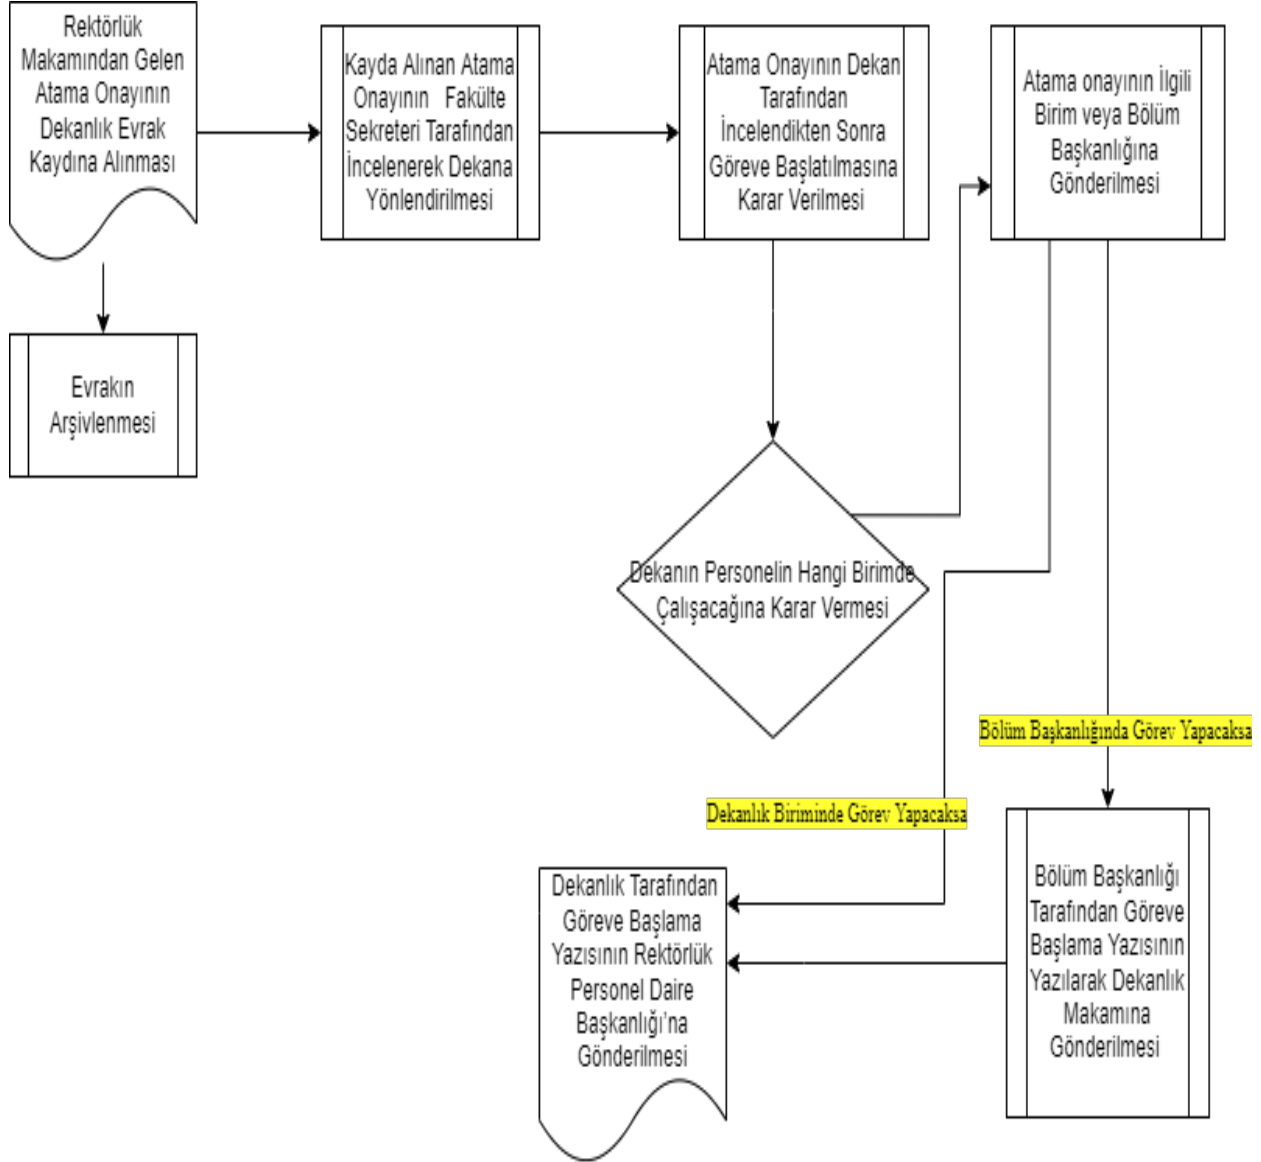 Rektörlük
Makamından Gelen
Atama Onayının
Dekanlık Evrak
Kaydına Alınması
Kayda Alınan Atama
Onayının Fakülte
Sekreteri Tarafından
İncelenerek Dekana
Yönlendirilmesi
Atama Onayının Dekan
Tarafından
İncelendikten Sonra
Göreve Başlatılmasına
Karar Verilmesi
Atama onayının İlgili
Birim veya Bölüm
Başkanlığına
Gönderilmesi
Evrakın
Arşivlenmesi
Dekanın Personelin Hangi Birimde
Çalışacağına Karar Vermesi
Bölüm Başkanlığında Görev Yapacaksa
Dekanlık Biriminde Görev Yapacaksa
Dekanlık Tarafından
Göreve Başlama
Yazısının Rektörlük
Personel Daire
Başkanlığı'na
Gönderilmesi
Bölüm Başkanlığı
Tarafından Göreve
Başlama Yazısının
Yazılarak Dekanlık
Makamına
Gönderilmesi